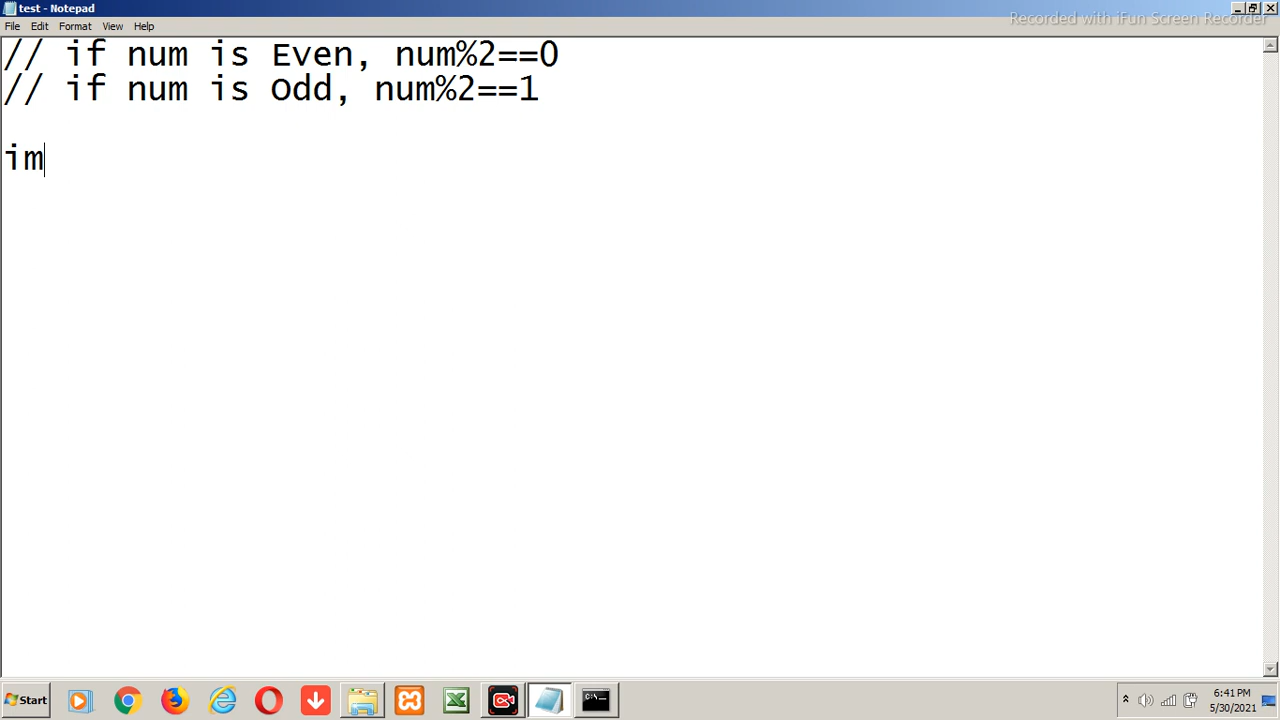 test - Notepad
File Edit Format View Help
Recorded with iFun Screen Recorder
// if num is Even, num%2==0
// if num is Odd, num%2==1
im
Start
6:41 PM
5/30/2021